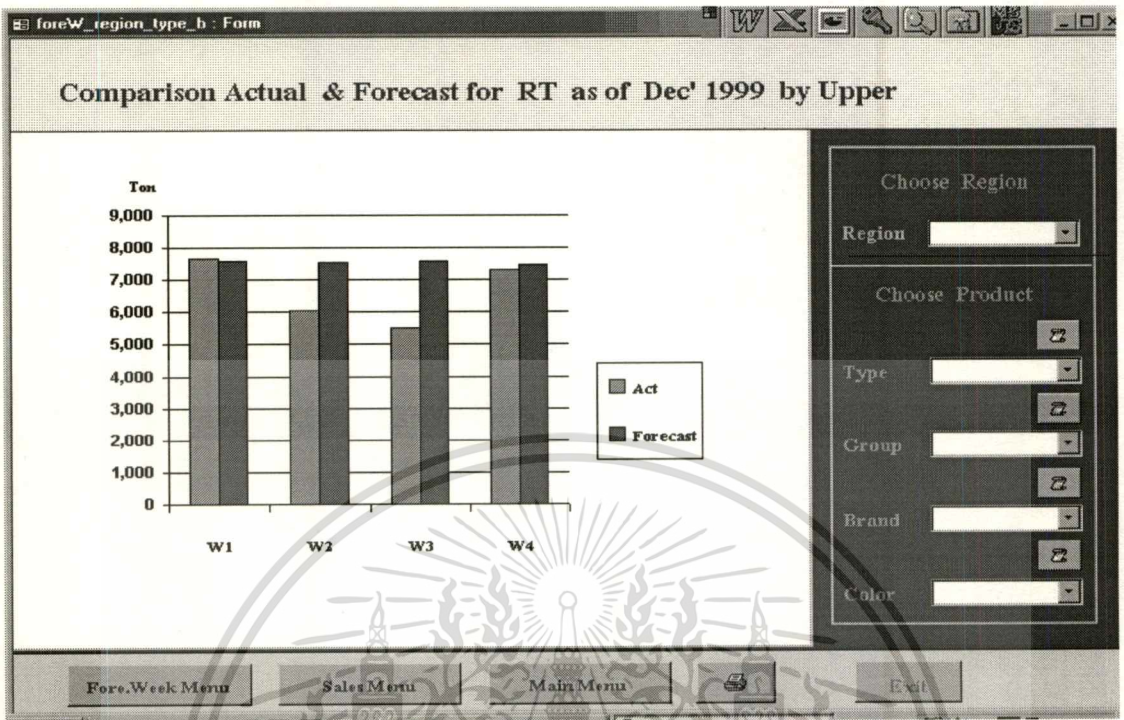 foreW_region_type_h : Form
Comparison Actual & Forecast for RT as of Dec' 1999 by Upper
Ton
9,000
8,000
7,000
6,000
5,000
4,000
3,000
2,000
1,000
0
W1 W2 W3 W4
Act
Forecast
Choose Region
Region
Choose Product
Type
Group
Brand
Color
Fore.Week Menu Sales Menu Main Menu Exit